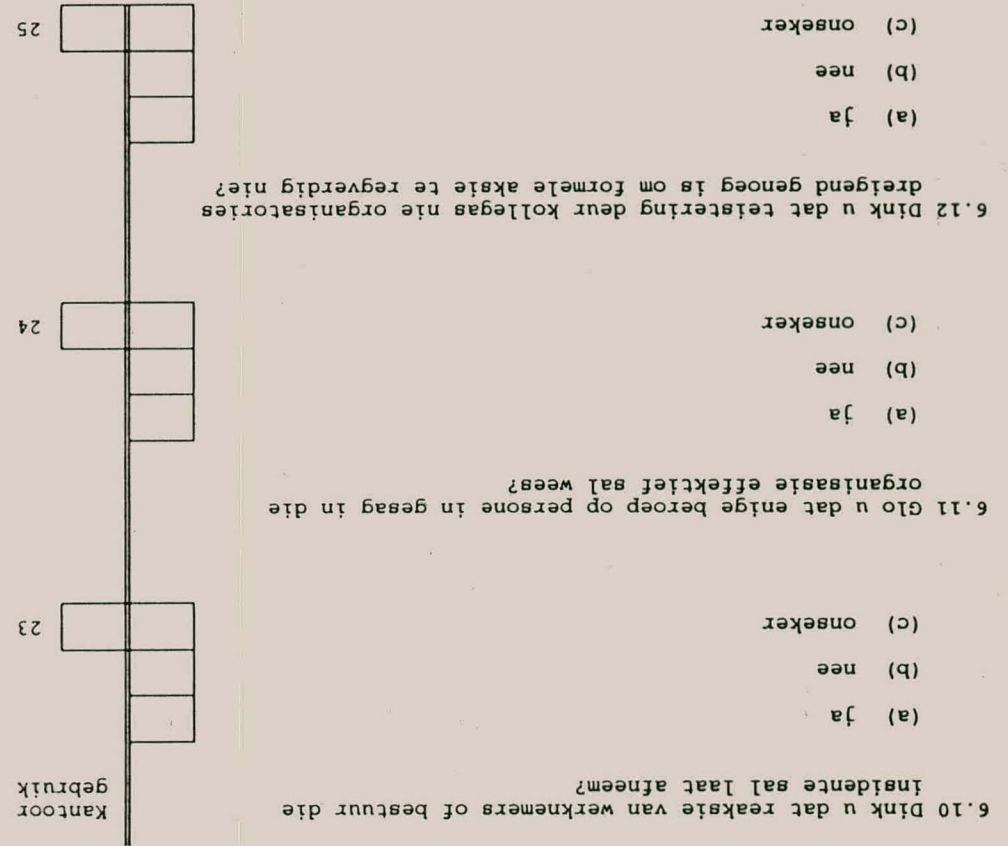 Kantoor
gebruik
6.10 Dink u dat reaksie van werknemers of bestuur die
insidente sal laat afneem?
(a) ja
(b) nee
(c) onseker
23
6.11 Glo u dat enige beroep op persone in gesag in die
organisasie effektief sal wees?
(a) ja
(b) nee
(c) onseker
24
6.12 Dink u dat teistering deur kollegas nie organisatories
dreigend genoeg is om formele aksie te regverdig nie?
(a) ja
(b) nee
(c) onseker
25